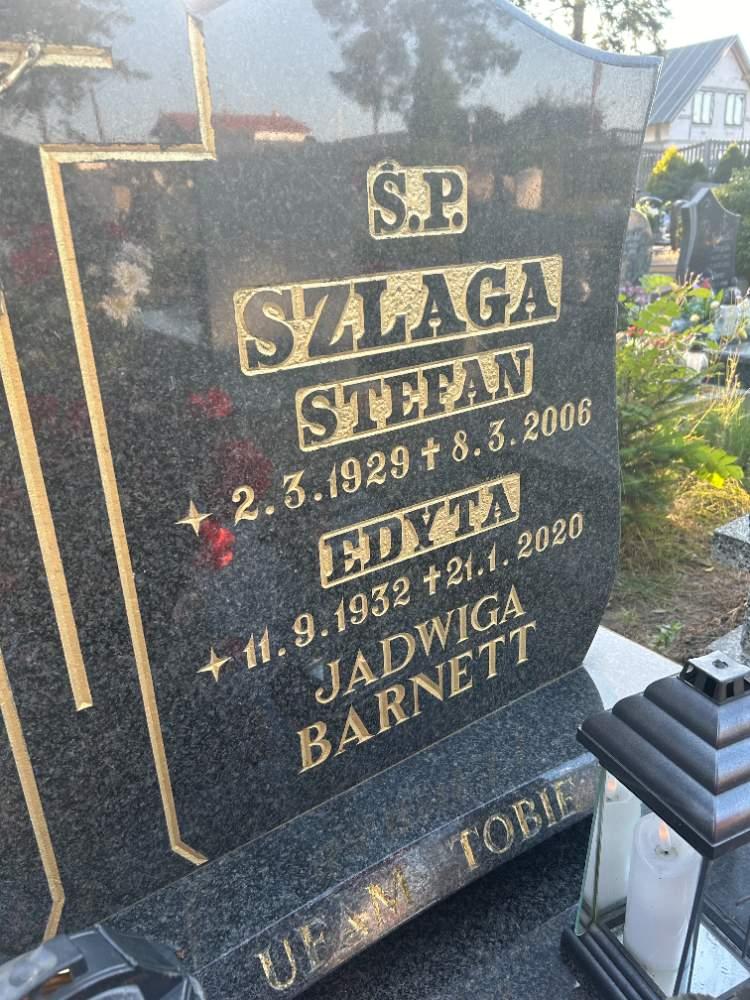 Ś.P.
SZLAGA
STEFAN
2.3.1929 † 8.3.2006
EDYTA
11.9.1932 † 21.1.2020
JADWIGA
BARNETT
UFAM TOBIE